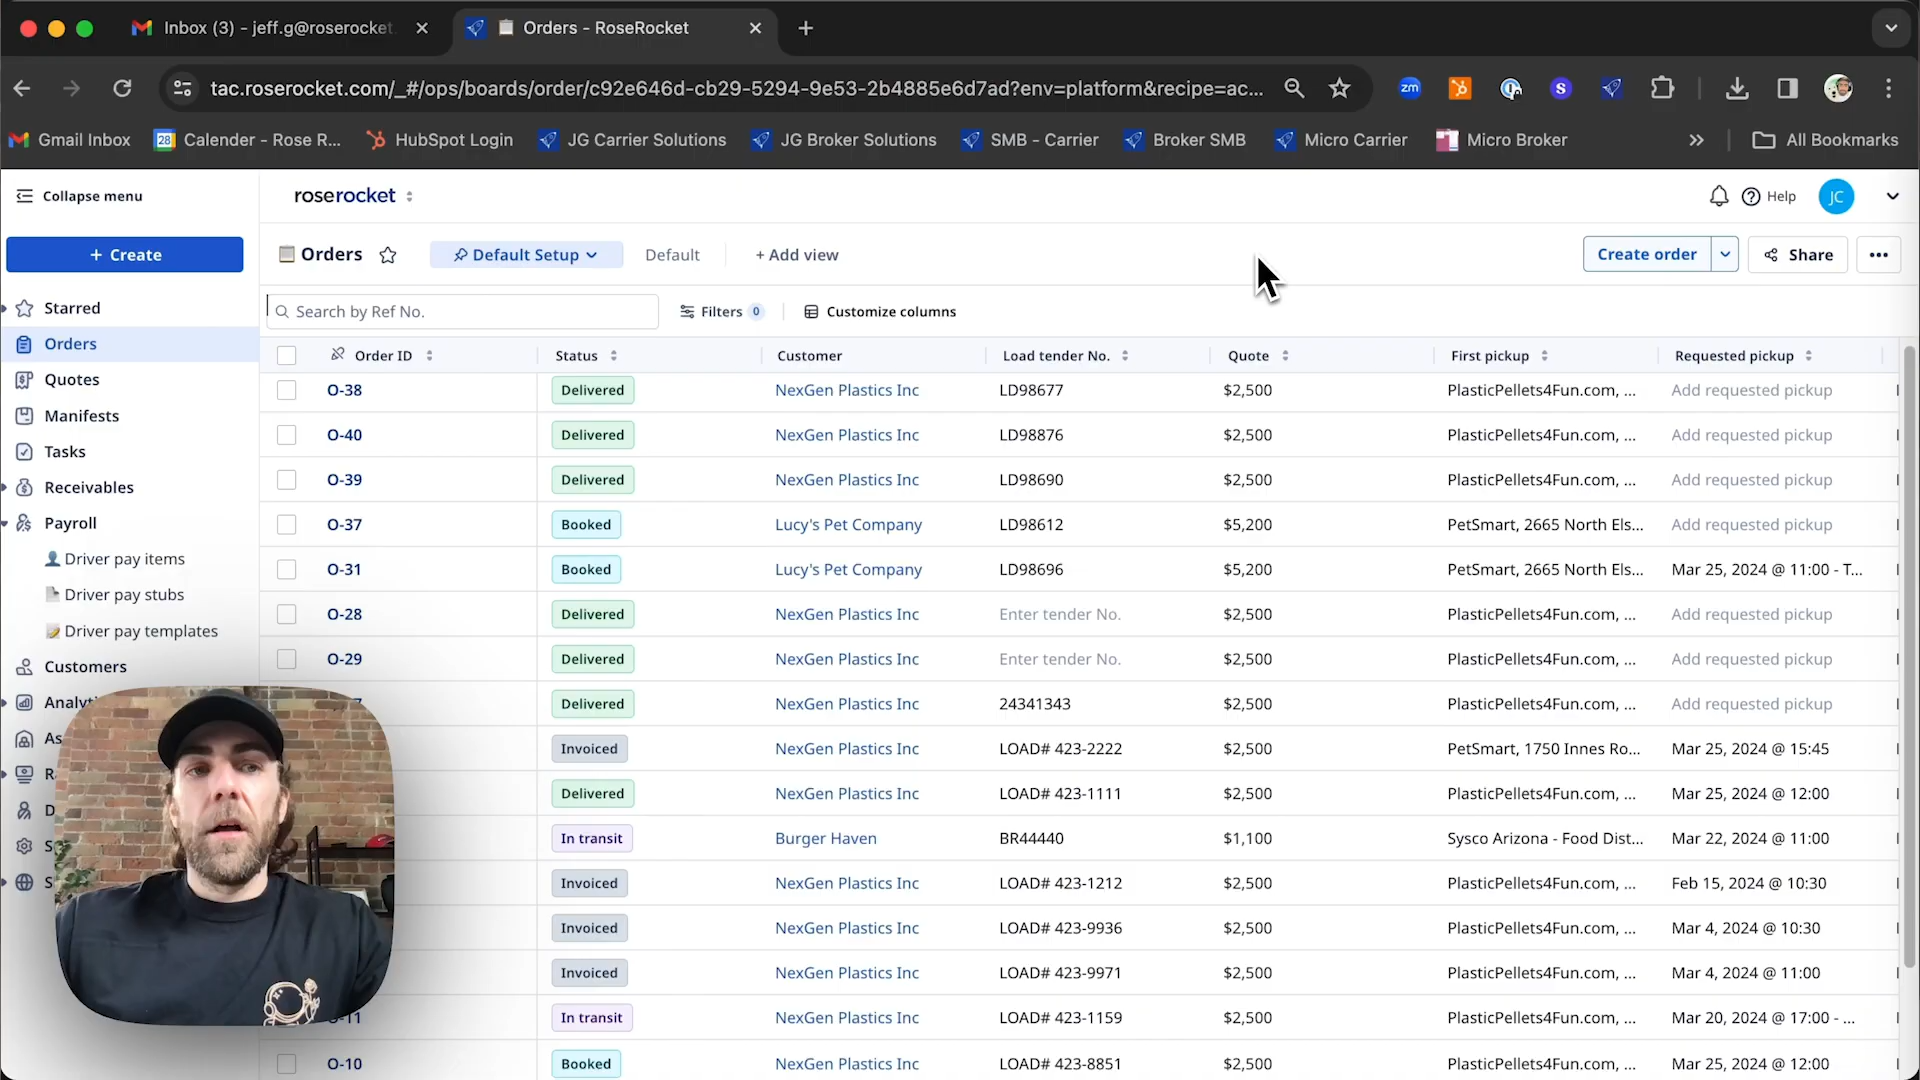 Inbox (3) - jeff.g@roserocket.
Orders - RoseRocket
tac.roserocket.com/_#/ops/boards/order/c92e646d-cb29-5294-9e53-2b4885e6d7ad?env=platform&recipe=ac...
zm
S
Gmail Inbox
28
Calender - Rose R...
HubSpot Login
JG Carrier Solutions
JG Broker Solutions
SMB - Carrier
Broker SMB
Micro Carrier
Micro Broker
All Bookmarks
Collapse menu
roserocket
Help
JC
+ Create
Orders
Default Setup
Default
+ Add view
Create order
Share
Starred
Orders
Quotes
Manifests
Tasks
Receivables
Payroll
Driver pay items
Driver pay stubs
Driver pay templates
Customers
Search by Ref No.
Filters 0
Customize columns
Order ID Status Customer Load tender No. Quote First pickup Requested pickup
O-38 Delivered NexGen Plastics Inc LD98677 $2,500 PlasticPellets4Fun.com, ... Add requested pickup
O-40 Delivered NexGen Plastics Inc LD98876 $2,500 PlasticPellets4Fun.com, ... Add requested pickup
O-39 Delivered NexGen Plastics Inc LD98690 $2,500 PlasticPellets4Fun.com, ... Add requested pickup
O-37 Booked Lucy's Pet Company LD98612 $5,200 PetSmart, 2665 North Els... Add requested pickup
O-31 Booked Lucy's Pet Company LD98696 $5,200 PetSmart, 2665 North Els... Mar 25, 2024 @ 11:00 - T...
O-28 Delivered NexGen Plastics Inc Enter tender No. $2,500 PlasticPellets4Fun.com, ... Add requested pickup
O-29 Delivered NexGen Plastics Inc Enter tender No. $2,500 PlasticPellets4Fun.com, ... Add requested pickup
Delivered NexGen Plastics Inc 24341343 $2,500 PlasticPellets4Fun.com, ... Add requested pickup
Invoiced NexGen Plastics Inc LOAD# 423-2222 $2,500 PetSmart, 1750 Innes Ro... Mar 25, 2024 @ 15:45
Delivered NexGen Plastics Inc LOAD# 423-1111 $2,500 PlasticPellets4Fun.com, ... Mar 25, 2024 @ 12:00
In transit Burger Haven BR44440 $1,100 Sysco Arizona - Food Dist... Mar 22, 2024 @ 11:00
Invoiced NexGen Plastics Inc LOAD# 423-1212 $2,500 PlasticPellets4Fun.com, ... Feb 15, 2024 @ 10:30
Invoiced NexGen Plastics Inc LOAD# 423-9936 $2,500 PlasticPellets4Fun.com, ... Mar 4, 2024 @ 10:30
Invoiced NexGen Plastics Inc LOAD# 423-9971 $2,500 PlasticPellets4Fun.com, ... Mar 4, 2024 @ 11:00
-11 In transit NexGen Plastics Inc LOAD# 423-1159 $2,500 PlasticPellets4Fun.com, ... Mar 20, 2024 @ 17:00 - ...
O-10 Booked NexGen Plastics Inc LOAD# 423-8851 $2,500 PlasticPellets4Fun.com, ... Mar 25, 2024 @ 12:00